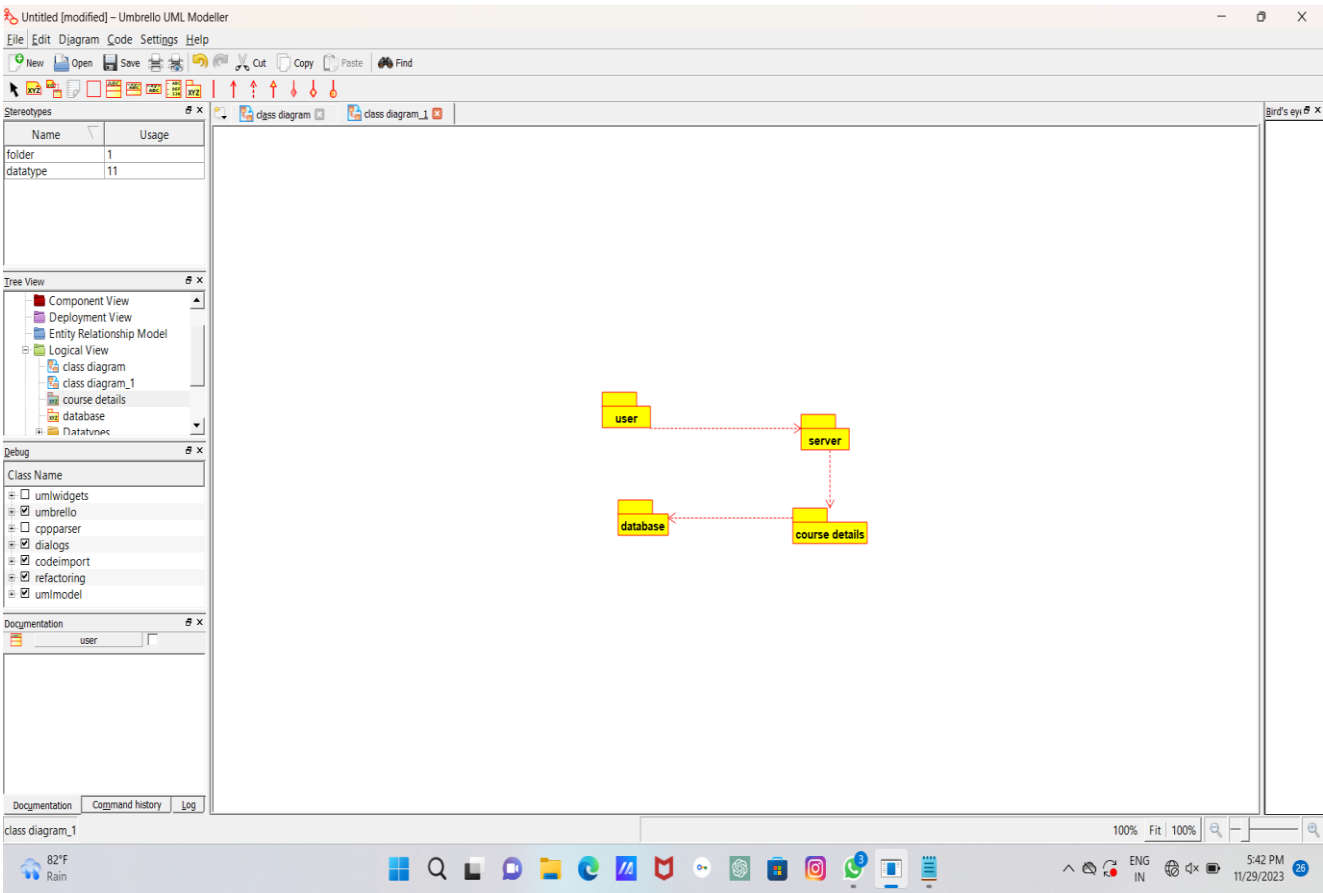 Untitled [modified] – Umbrello UML Modeller
File Edit Diagram Code Settings Help
New Open Save Cut Copy Paste Find
Stereotypes
Name Usage
folder 1
datatype 11
class diagram class diagram_1
Bird's eye
Tree View
Component View
Deployment View
Entity Relationship Model
Logical View
class diagram
class diagram_1
course details
database
Datatypes
Debug
Class Name
umlwidgets
umbrello
cppparser
dialogs
codeimport
refactoring
umlmodel
Documentation
user
user
server
database
course details
Documentation Command history Log
class diagram_1
100% Fit 100%
82°F
Rain
3
ENG
IN
5:42 PM
11/29/2023
26